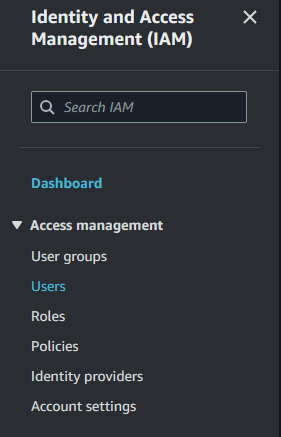 Identity and Access
Management (IAM)
Search IAM
Dashboard
Access management
User groups
Users
Roles
Policies
Identity providers
Account settings